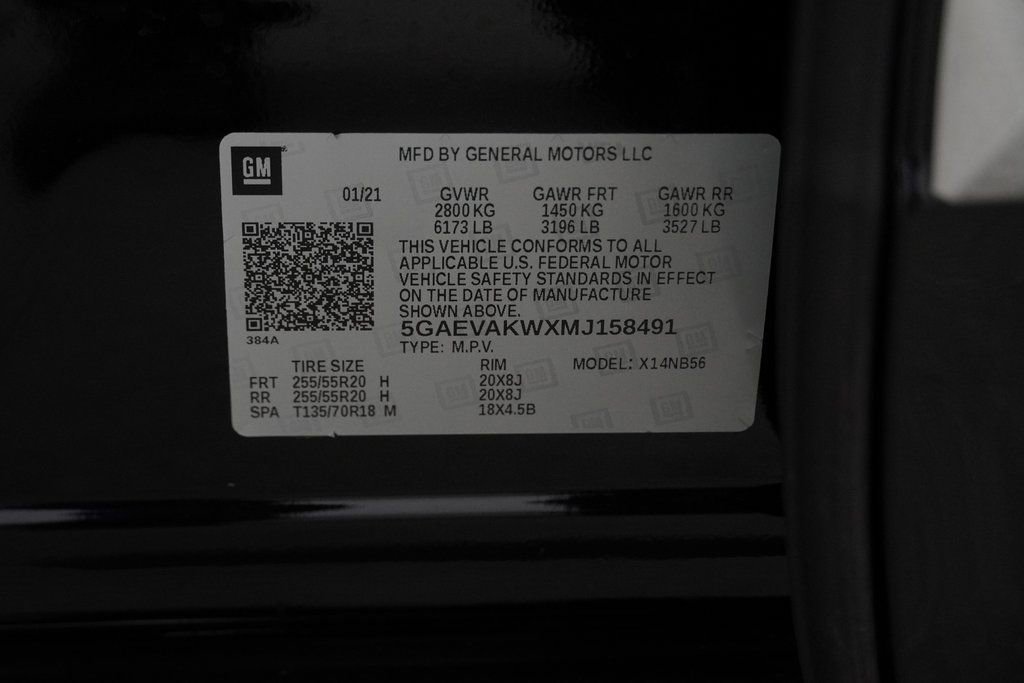 GM
MFD BY GENERAL MOTORS LLC
01/21 GVWR GAWR FRT GAWR RR
2800 KG 1450 KG 1600 KG
6173 LB 3196 LB 3527 LB
THIS VEHICLE CONFORMS TO ALL
APPLICABLE U.S. FEDERAL MOTOR
VEHICLE SAFETY STANDARDS IN EFFECT
ON THE DATE OF MANUFACTURE
SHOWN ABOVE.
5GAEVAKWXMJ158491
384A
TYPE: M.P.V.
TIRE SIZE RIM MODEL: X14NB56
FRT 255/55R20 H 20X8J
RR 255/55R20 H 20X8J
SPA T135/70R18 M 18X4.5B